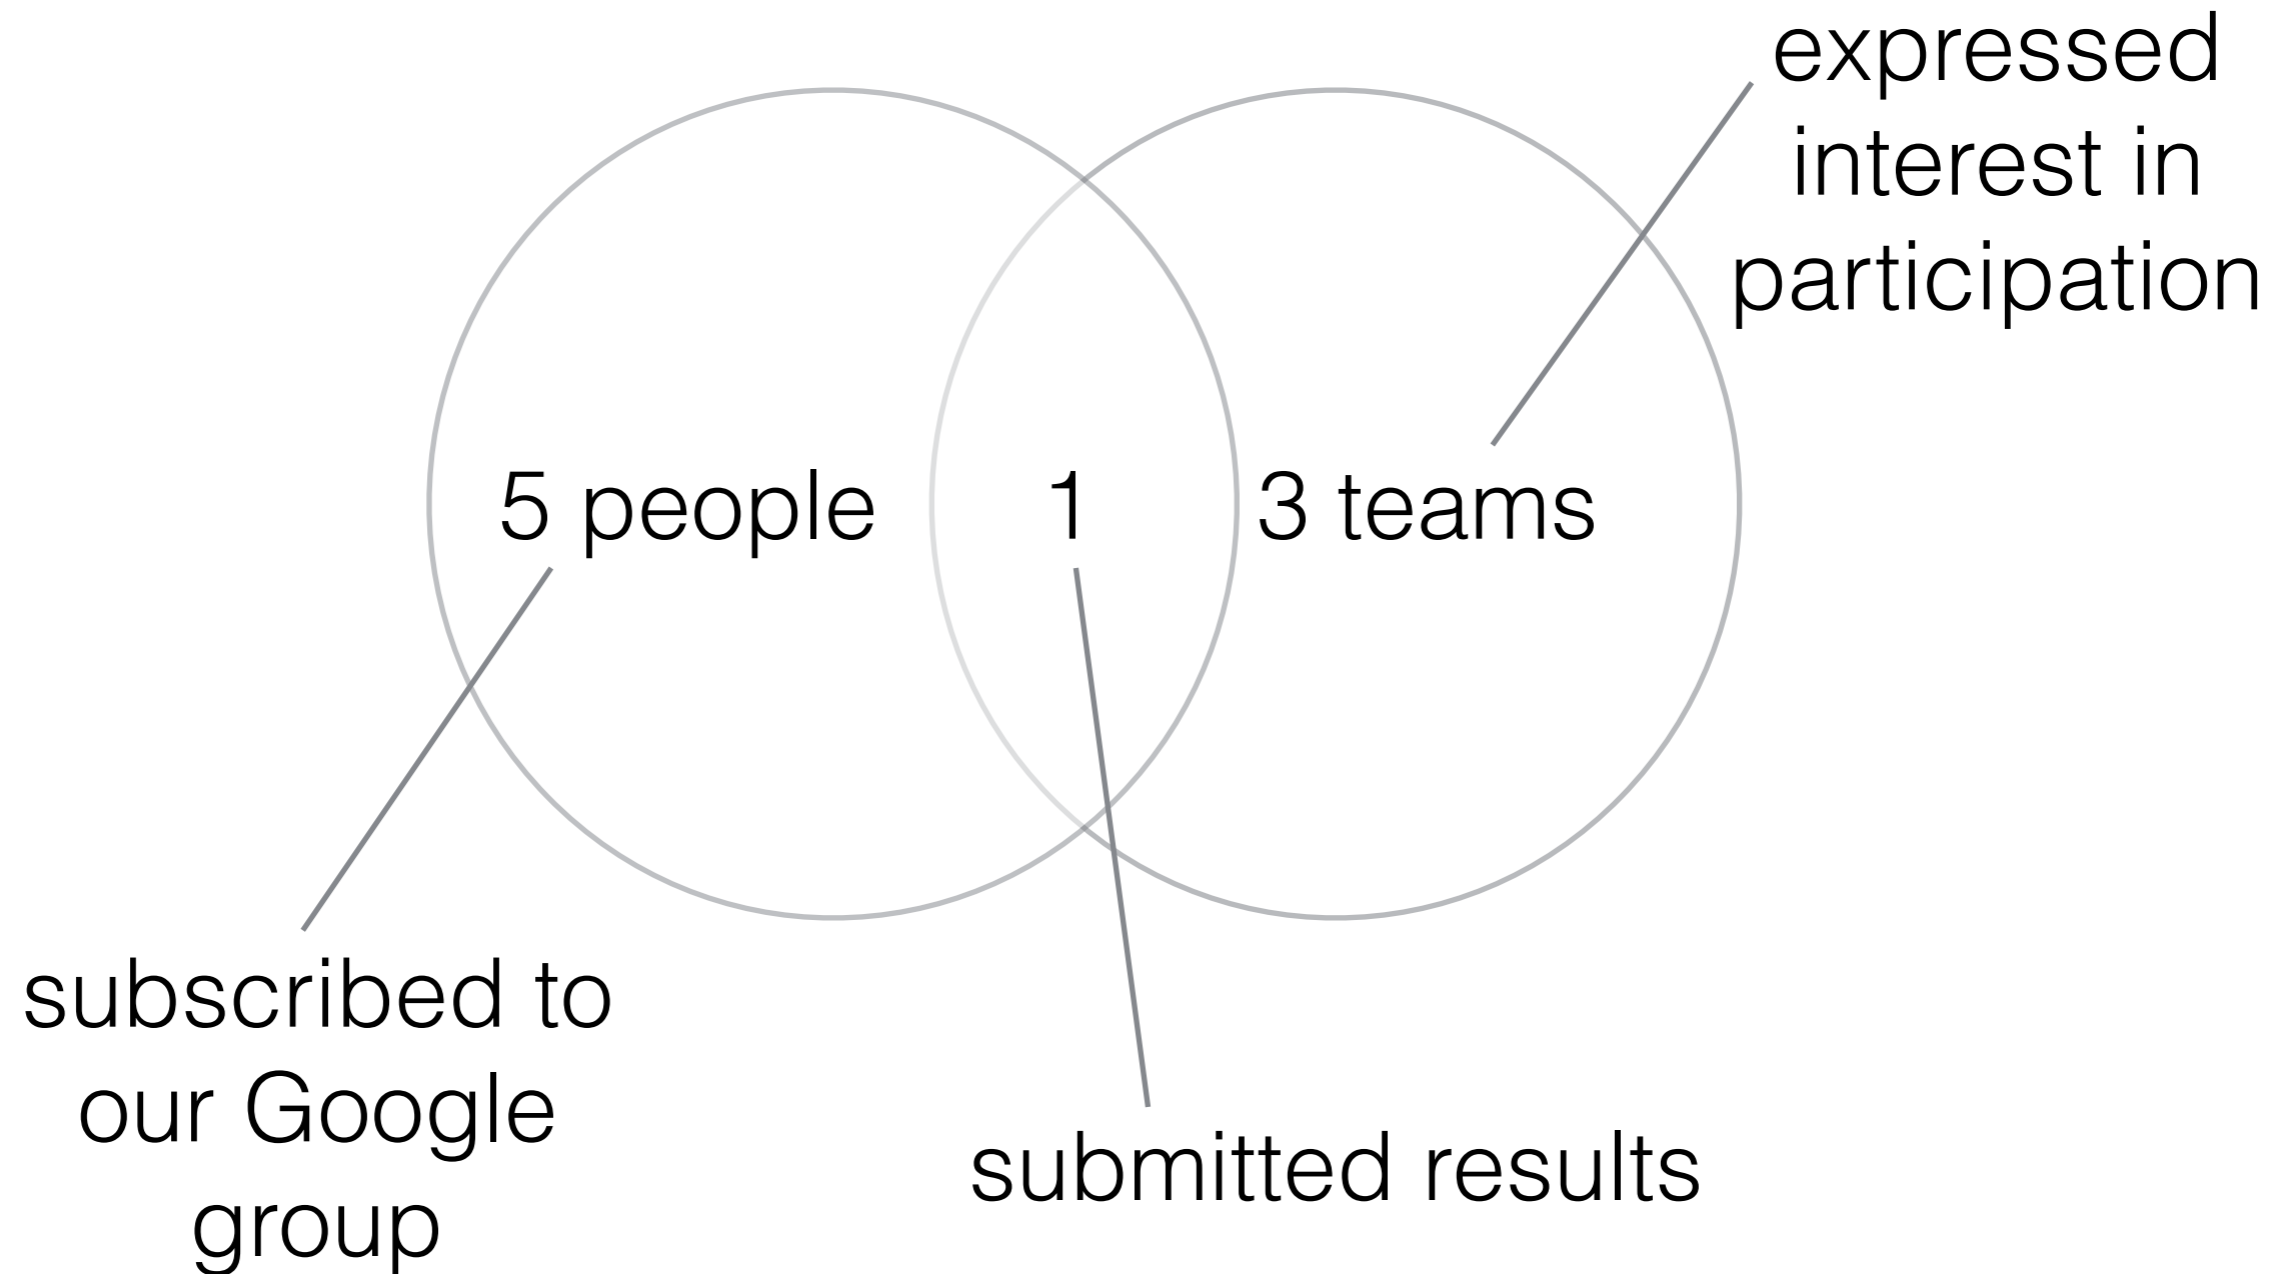 expressed
interest in
participation
5 people
1
3 teams
subscribed to
our Google
group
submitted results